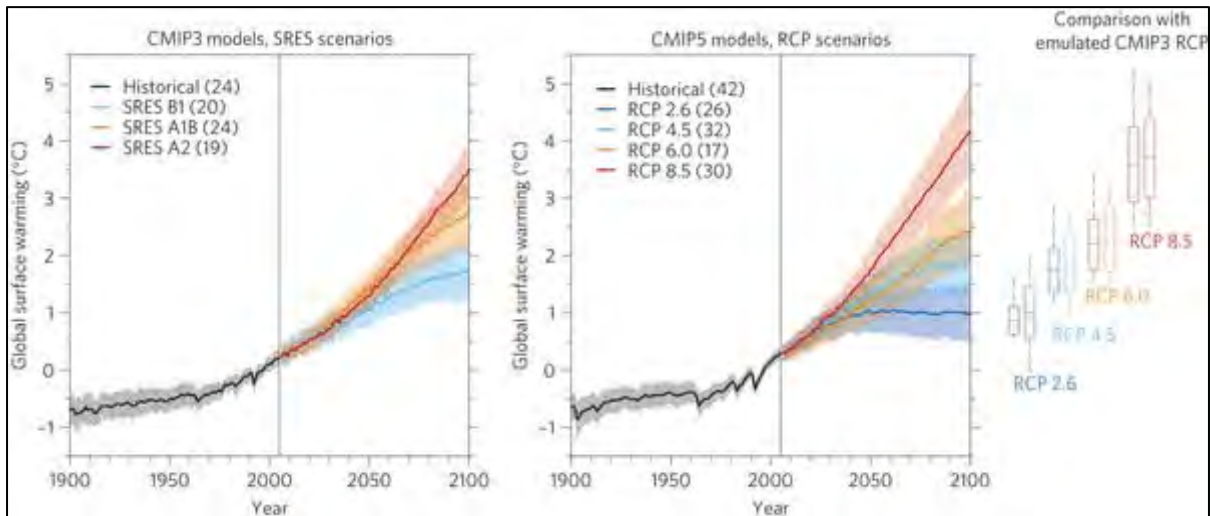 CMIP3 models, SRES scenarios
5
4
3
2
1
0
−1
Global surface warming (°C)
Historical (24)
SRES B1 (20)
SRES A1B (24)
SRES A2 (19)
1900 1950 2000 2050 2100
Year
CMIP5 models, RCP scenarios
5
4
3
2
1
0
−1
Global surface warming (°C)
Historical (42)
RCP 2.6 (26)
RCP 4.5 (32)
RCP 6.0 (17)
RCP 8.5 (30)
1900 1950 2000 2050 2100
Year
Comparison with
emulated CMIP3 RCP
RCP 8.5
RCP 6.0
RCP 4.5
RCP 2.6